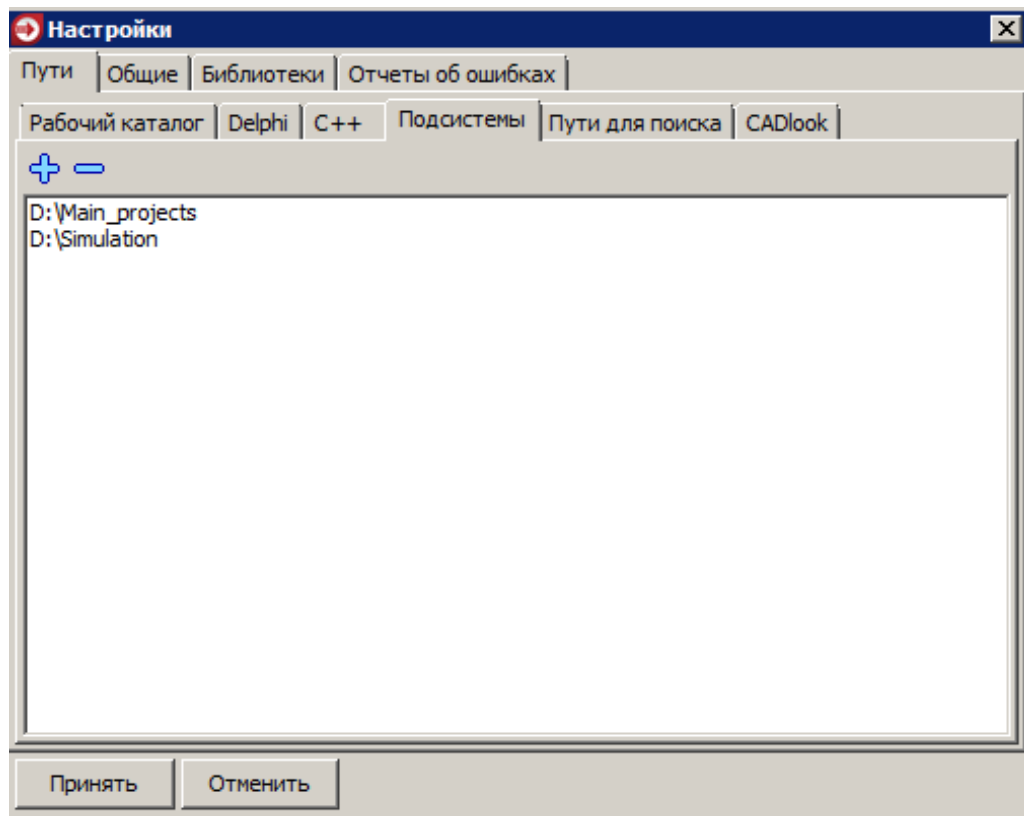 Настройки
Пути Общие Библиотеки Отчеты об ошибках
Рабочий каталог Delphi C++ Подсистемы Пути для поиска CADlook
D:\Main_projects
D:\Simulation
Принять Отменить